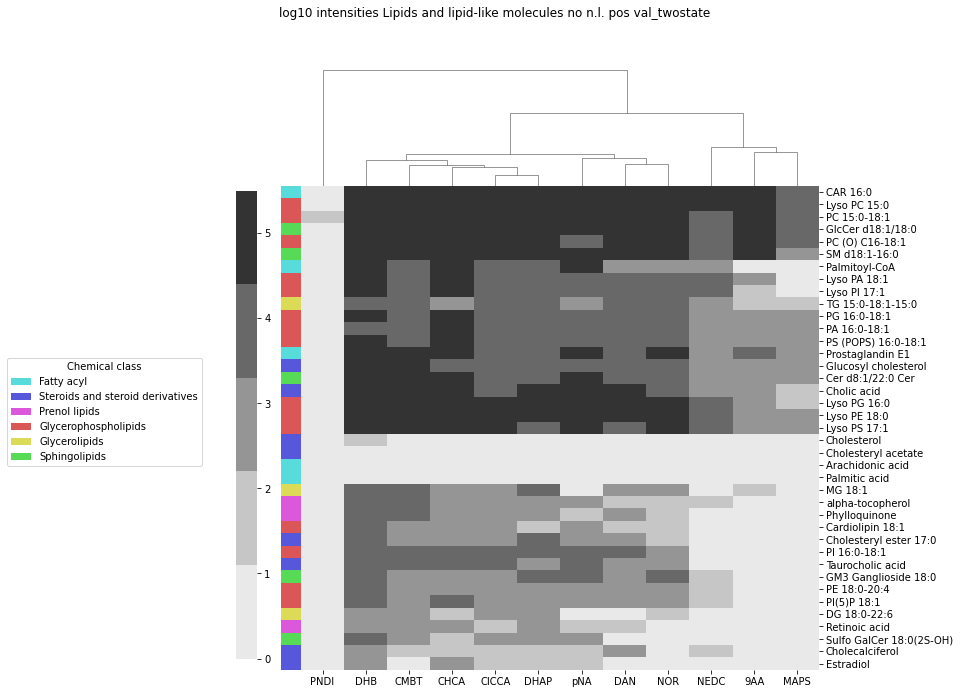 log10 intensities Lipids and lipid-like molecules no n.l. pos val_twostate
5
4
3
2
1
0
Chemical class
Fatty acyl
Steroids and steroid derivatives
Prenol lipids
Glycerophospholipids
Glycerolipids
Sphingolipids
CAR 16:0
Lyso PC 15:0
PC 15:0-18:1
GlcCer d18:1/18:0
PC (O) C16-18:1
SM d18:1-16:0
Palmitoyl-CoA
Lyso PA 18:1
Lyso PI 17:1
TG 15:0-18:1-15:0
PG 16:0-18:1
PA 16:0-18:1
PS (POPS) 16:0-18:1
Prostaglandin E1
Glucosyl cholesterol
Cer d8:1/22:0 Cer
Cholic acid
Lyso PG 16:0
Lyso PE 18:0
Lyso PS 17:1
Cholesterol
Cholesteryl acetate
Arachidonic acid
Palmitic acid
MG 18:1
alpha-tocopherol
Phylloquinone
Cardiolipin 18:1
Cholesteryl ester 17:0
PI 16:0-18:1
Taurocholic acid
GM3 Ganglioside 18:0
PE 18:0-20:4
PI(5)P 18:1
DG 18:0-22:6
Retinoic acid
Sulfo GalCer 18:0(2S-OH)
Cholecalciferol
Estradiol
PNDI DHB CMBT CHCA ClCCA DHAP pNA DAN NOR NEDC 9AA MAPS